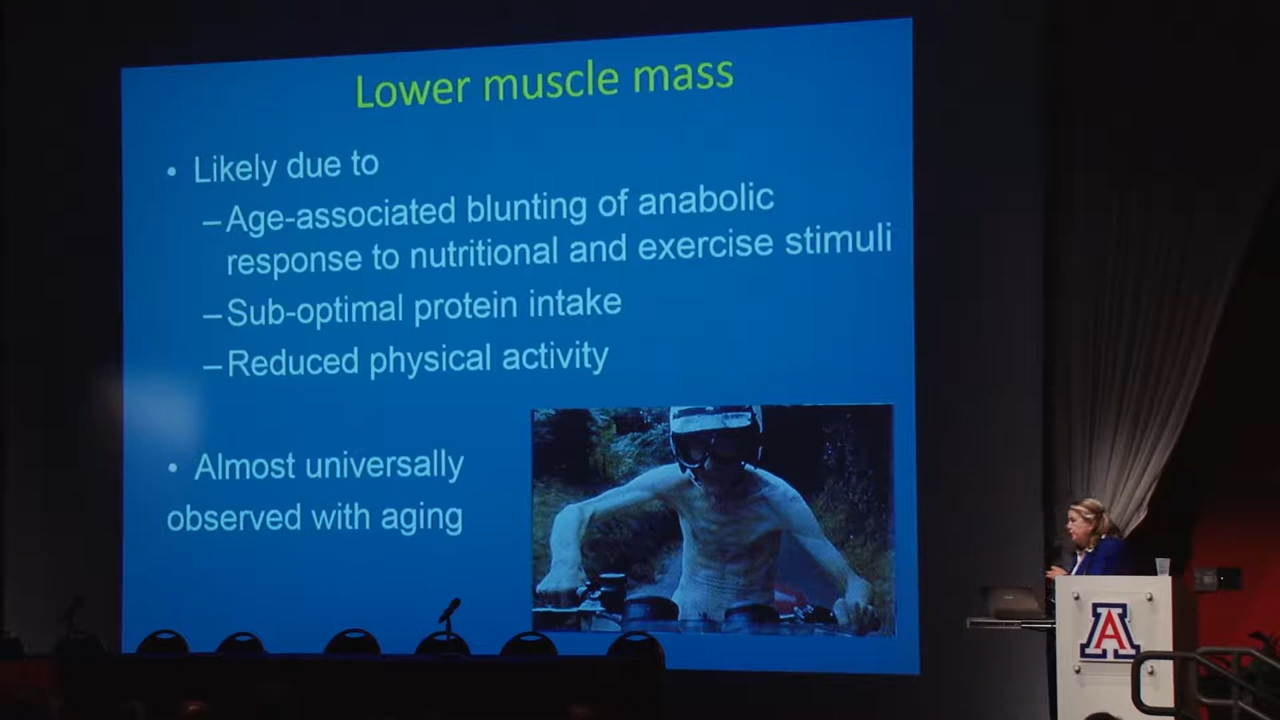 Lower muscle mass
• Likely due to
–Age-associated blunting of anabolic
response to nutritional and exercise stimuli
–Sub-optimal protein intake
–Reduced physical activity
• Almost universally
observed with aging
A